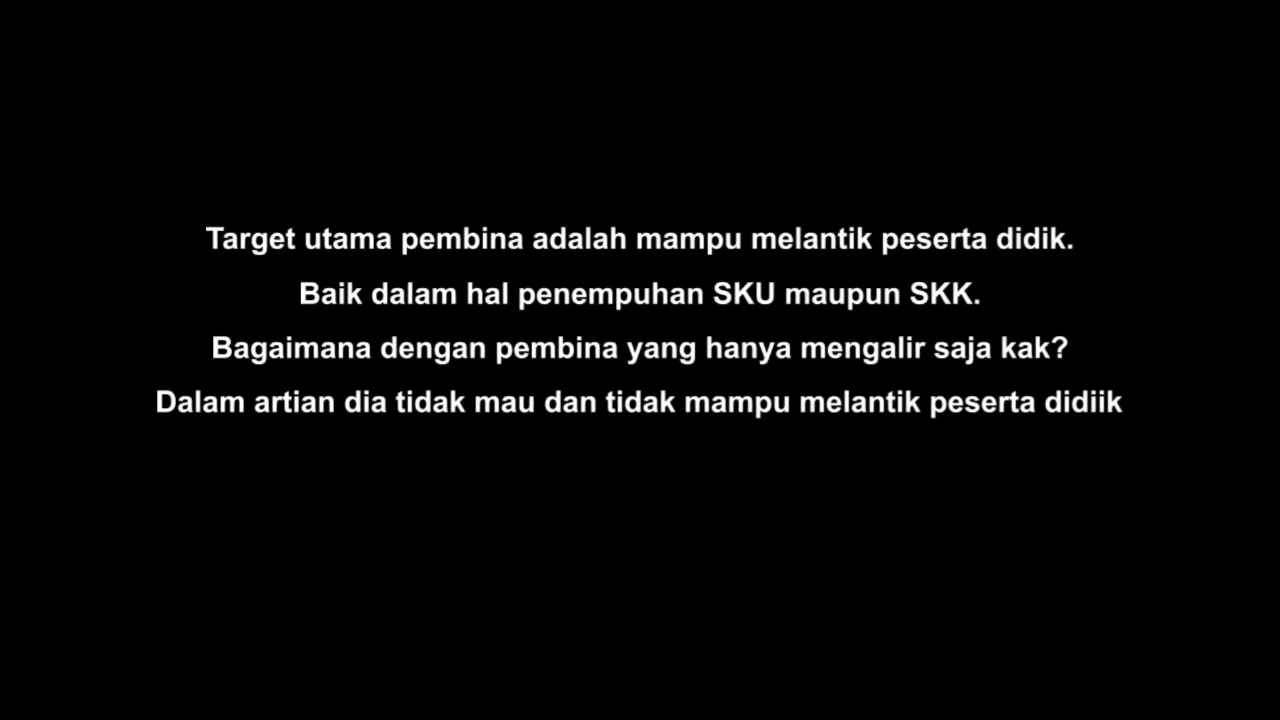 Target utama pembina adalah mampu melantik peserta didik.
Baik dalam hal penempuhan SKU maupun SKK.
Bagaimana dengan pembina yang hanya mengalir saja kak?
Dalam artian dia tidak mau dan tidak mampu melantik peserta didiik